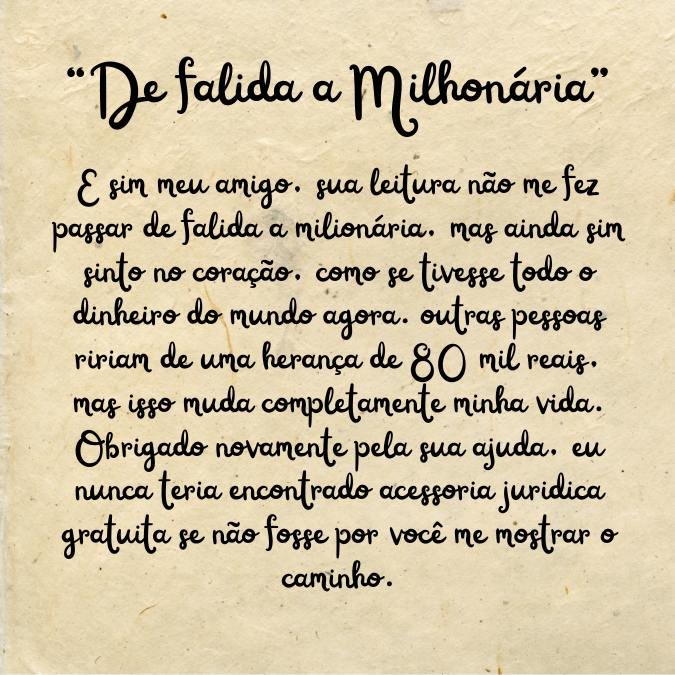 “De falida a Milhonária”
E sim meu amigo. sua leitura não me fez
passar de falida a milionária. mas ainda sim
sinto no coração. como se tivesse todo o
dinheiro do mundo agora. outras pessoas
ririam de uma herança de 80 mil reais.
mas isso muda completamente minha vida.
Obrigado novamente pela sua ajuda. eu
nunca teria encontrado acessoria juridica
gratuita se não fosse por você me mostrar o
caminho.